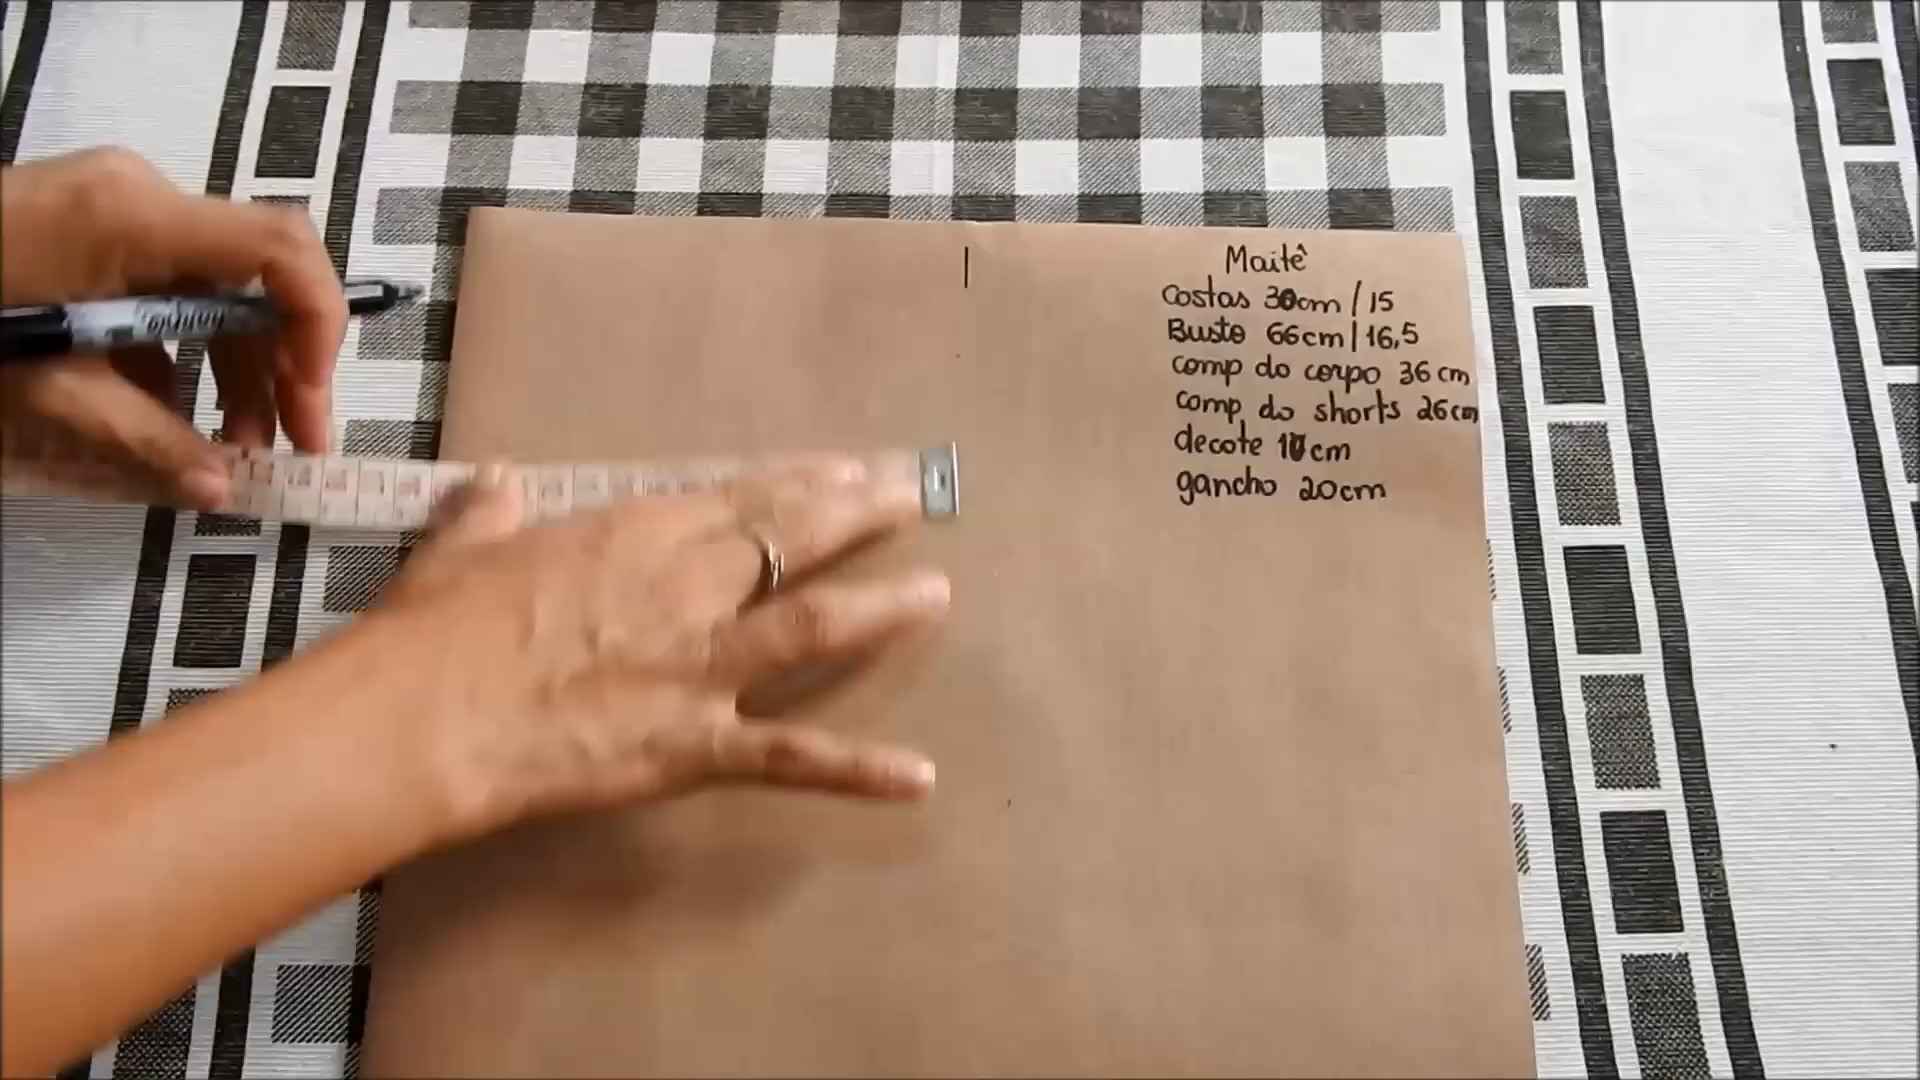 Maitê
Costas 30cm / 15
Busto 66cm | 16,5
comp do corpo 36 cm
comp do shorts 26cm
decote 10cm
gancho 20cm